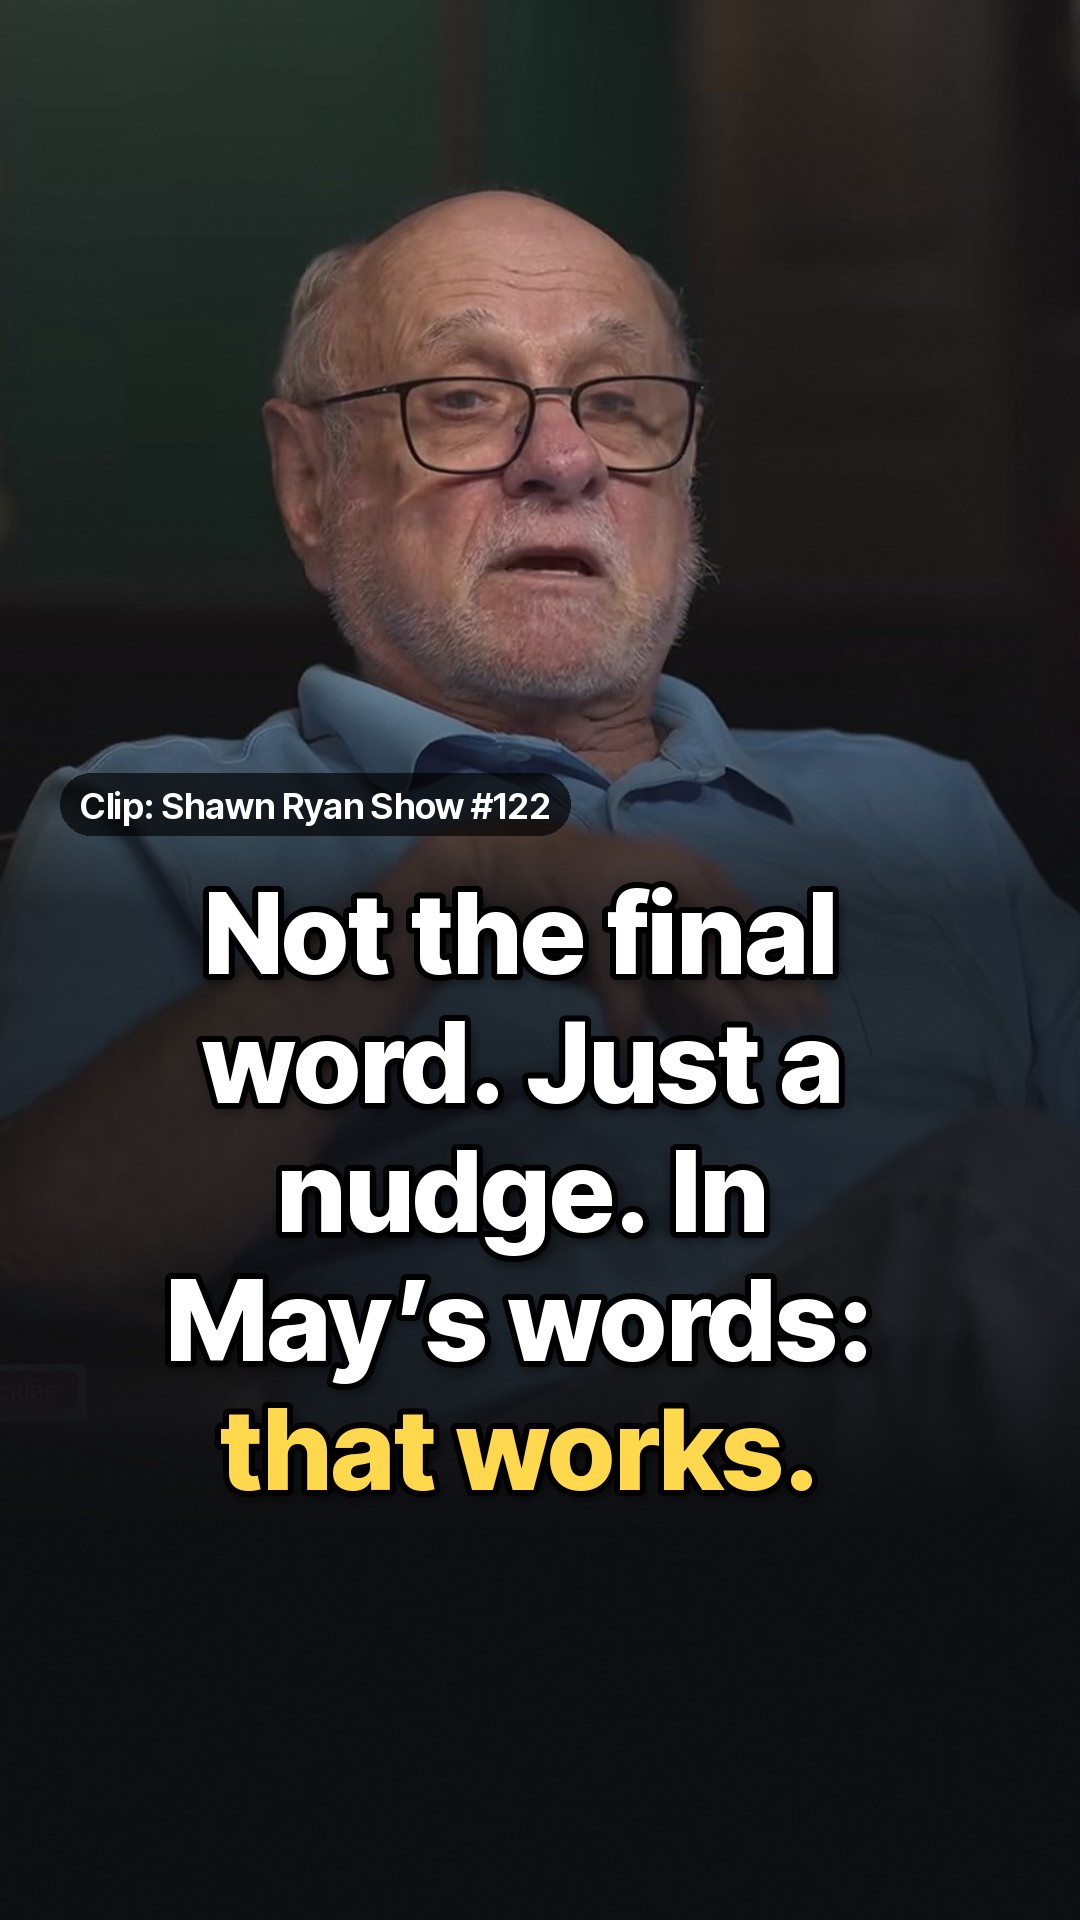 Clip: Shawn Ryan Show #122
Not the final
word. Just a
nudge. In
May’s words:
that works.